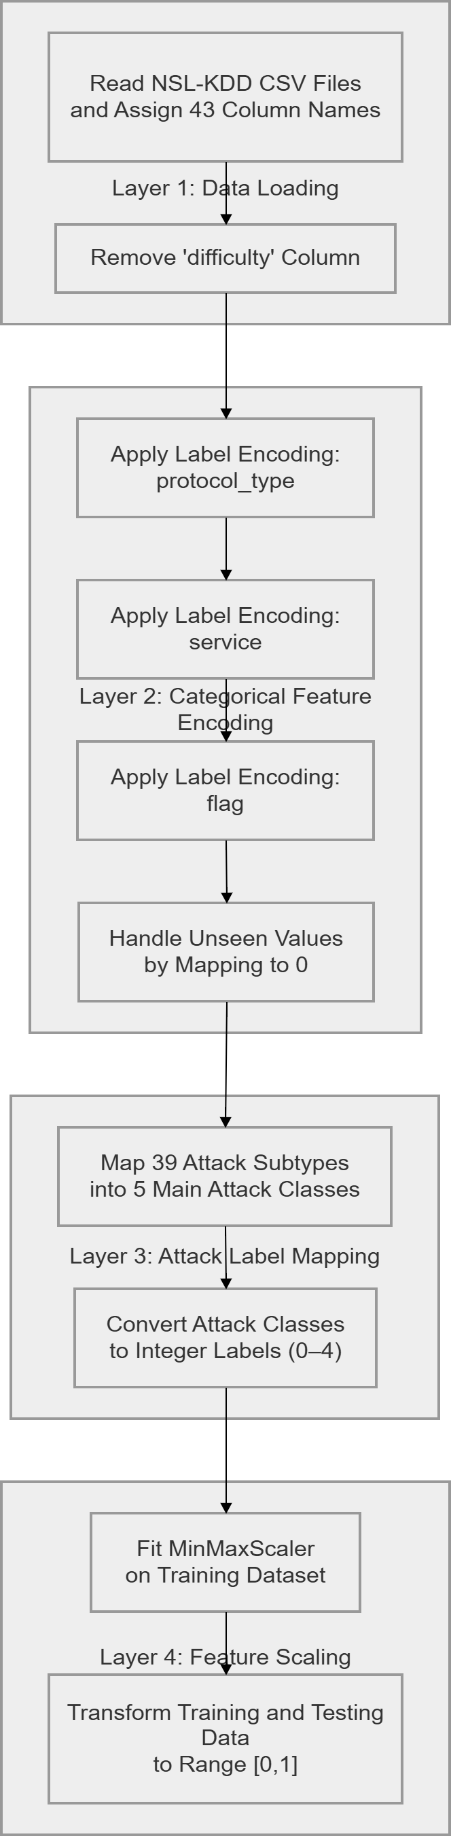 Read NSL-KDD CSV Files
and Assign 43 Column Names
Layer 1: Data Loading
Remove 'difficulty' Column
Apply Label Encoding:
protocol_type
Apply Label Encoding:
service
Layer 2: Categorical Feature
Encoding
Apply Label Encoding:
flag
Handle Unseen Values
by Mapping to 0
Map 39 Attack Subtypes
into 5 Main Attack Classes
Layer 3: Attack Label Mapping
Convert Attack Classes
to Integer Labels (0–4)
Fit MinMaxScaler
on Training Dataset
Layer 4: Feature Scaling
Transform Training and Testing
Data
to Range [0,1]